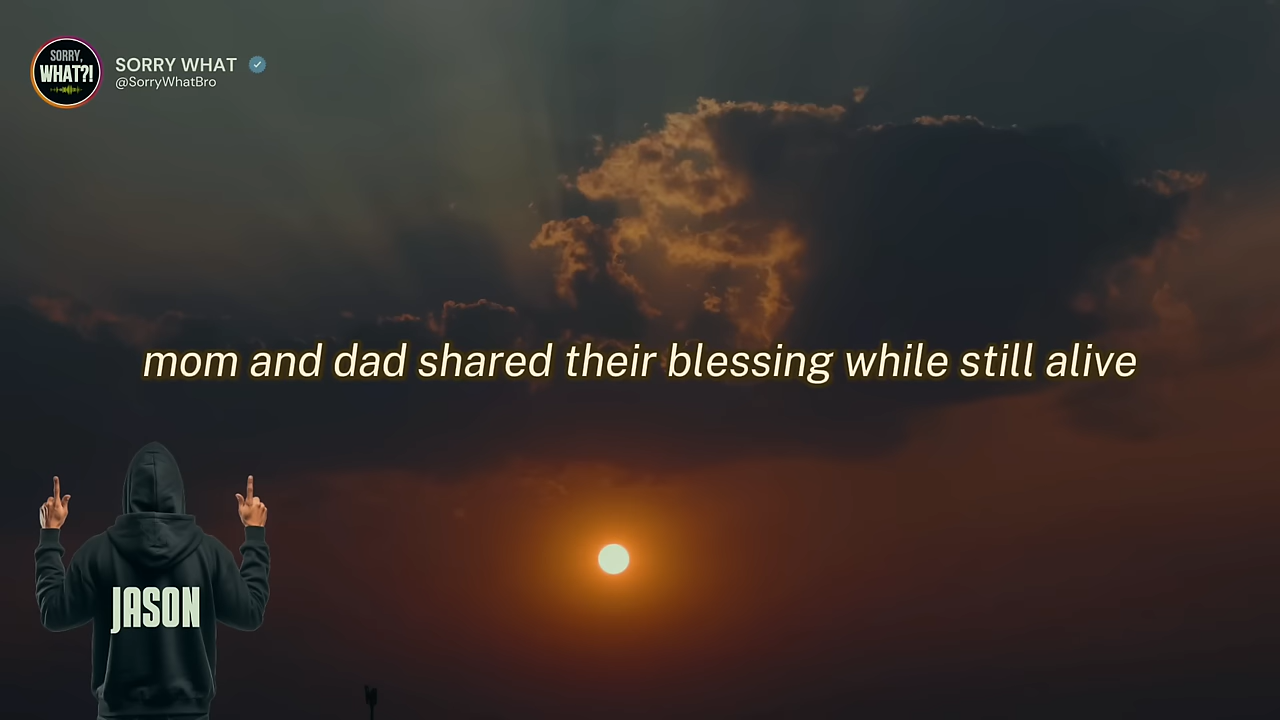 SORRY,
WHAT?!
SORRY WHAT
@SorryWhatBro
mom and dad shared their blessing while still alive
JASON